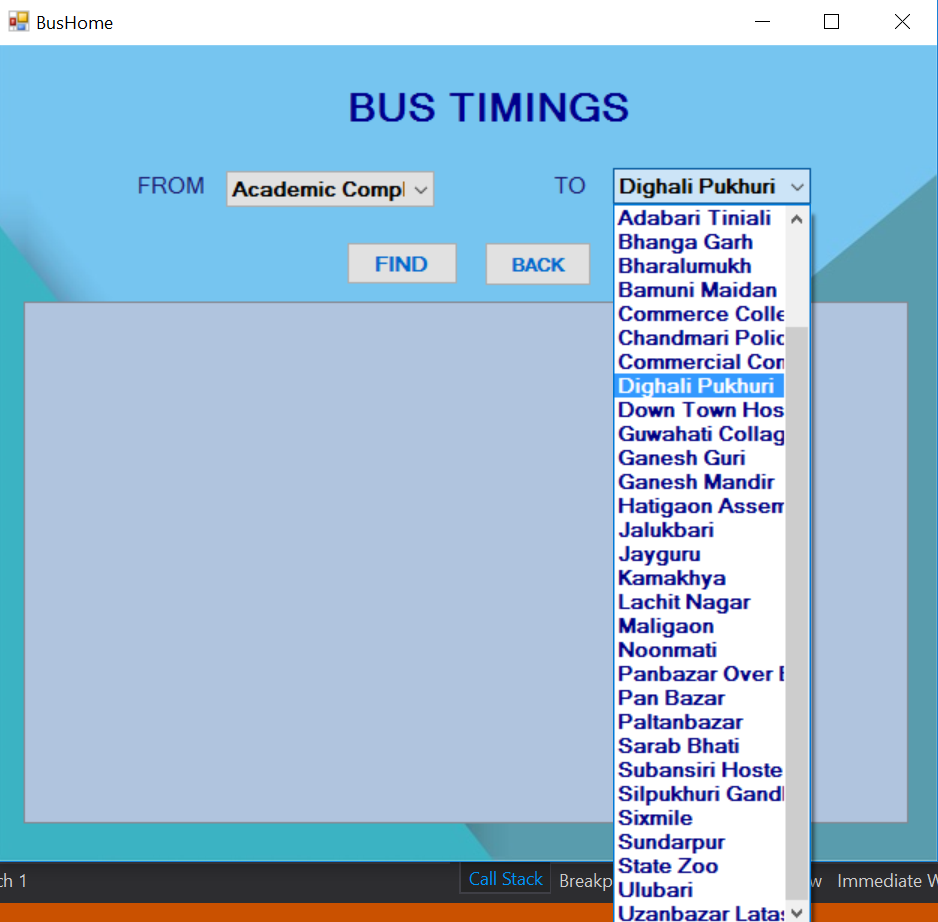 BusHome
BUS TIMINGS
FROM
Academic Compl
TO
Dighali Pukhuri
FIND
BACK
Adabari Tiniali
Bhanga Garh
Bharalumukh
Bamuni Maidan
Commerce Colle
Chandmari Polic
Commercial Con
Dighali Pukhuri
Down Town Hos
Guwahati Collag
Ganesh Guri
Ganesh Mandir
Hatigaon Assem
Jalukbari
Jayguru
Kamakhya
Lachit Nagar
Maligaon
Noonmati
Panbazar Over
Pan Bazar
Paltanbazar
Sarab Bhati
Subansiri Hoste
Silpukhuri Gandl
Sixmile
Sundarpur
State Zoo
Ulubari
Uzanbazar Latas
ch 1
Call Stack
Breakp
w
Immediate W